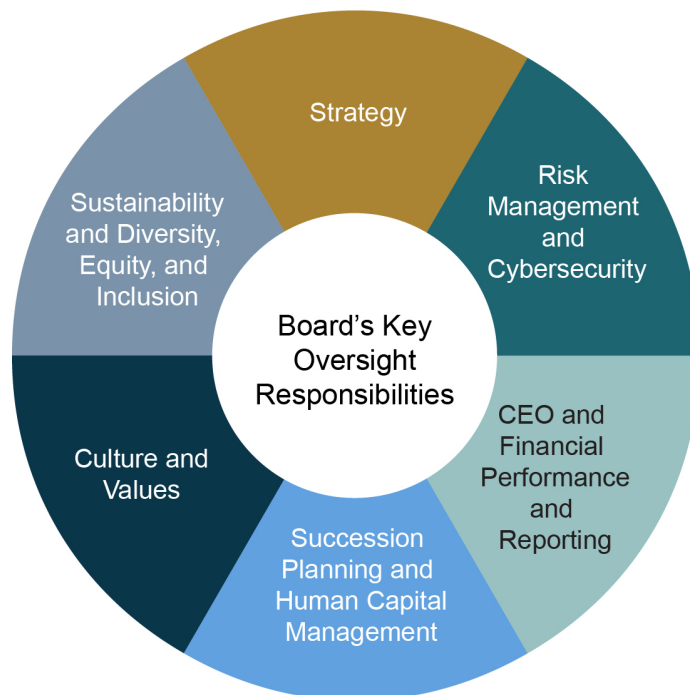 Strategy
Risk
Management
and
Cybersecurity
CEO and
Financial
Performance
and
Reporting
Succession
Planning and
Human Capital
Management
Culture and
Values
Sustainability
and Diversity,
Equity, and
Inclusion
Board’s Key
Oversight
Responsibilities